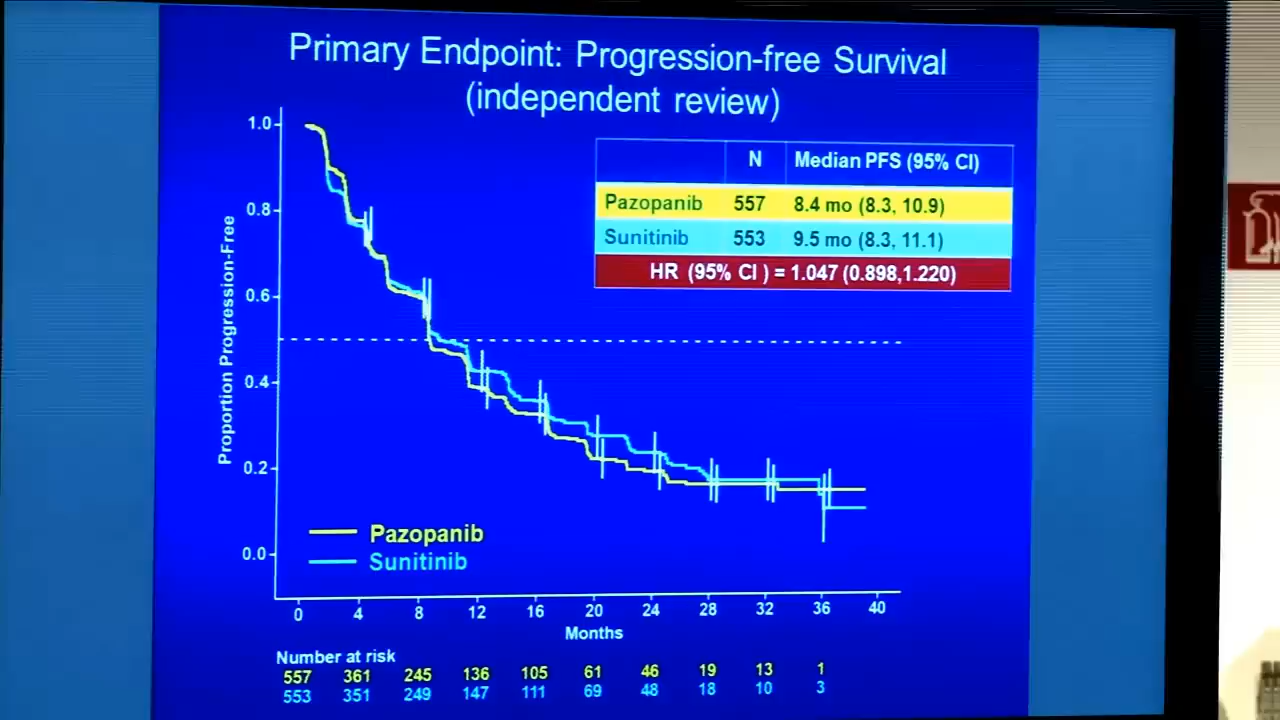 Primary Endpoint: Progression-free Survival
(independent review)
N Median PFS (95% CI)
Pazopanib 557 8.4 mo (8.3, 10.9)
Sunitinib 553 9.5 mo (8.3, 11.1)
HR (95% CI ) = 1.047 (0.898,1.220)
Proportion Progression-Free
1.0
0.8
0.6
0.4
0.2
0.0
Pazopanib
Sunitinib
0 4 8 12 16 20 24 28 32 36 40
Months
Number at risk
557 361 245 136 105 61 46 19 13 1
553 351 249 147 111 69 48 18 10 3